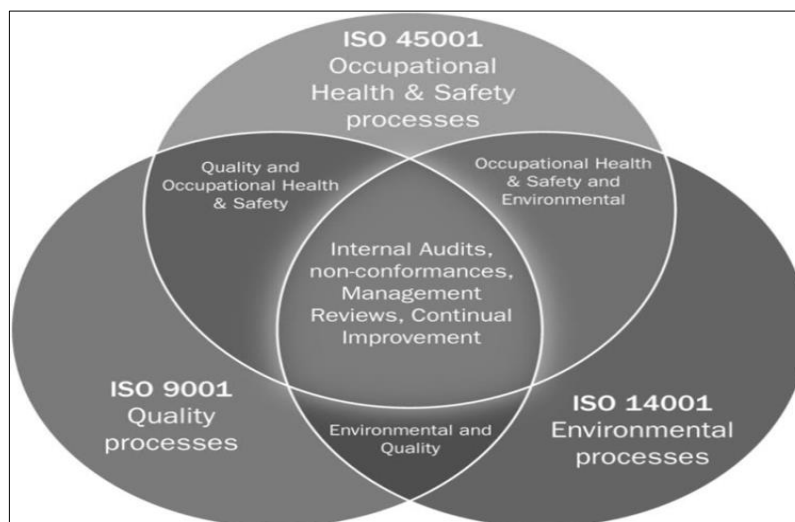 ISO 45001
Occupational
Health & Safety
processes
Quality and
Occupational Health
& Safety
Occupational Health
& Safety and
Environmental
Internal Audits,
non-conformances,
Management
Reviews, Continual
Improvement
ISO 9001
Quality
processes
Environmental and
Quality
ISO 14001
Environmental
processes